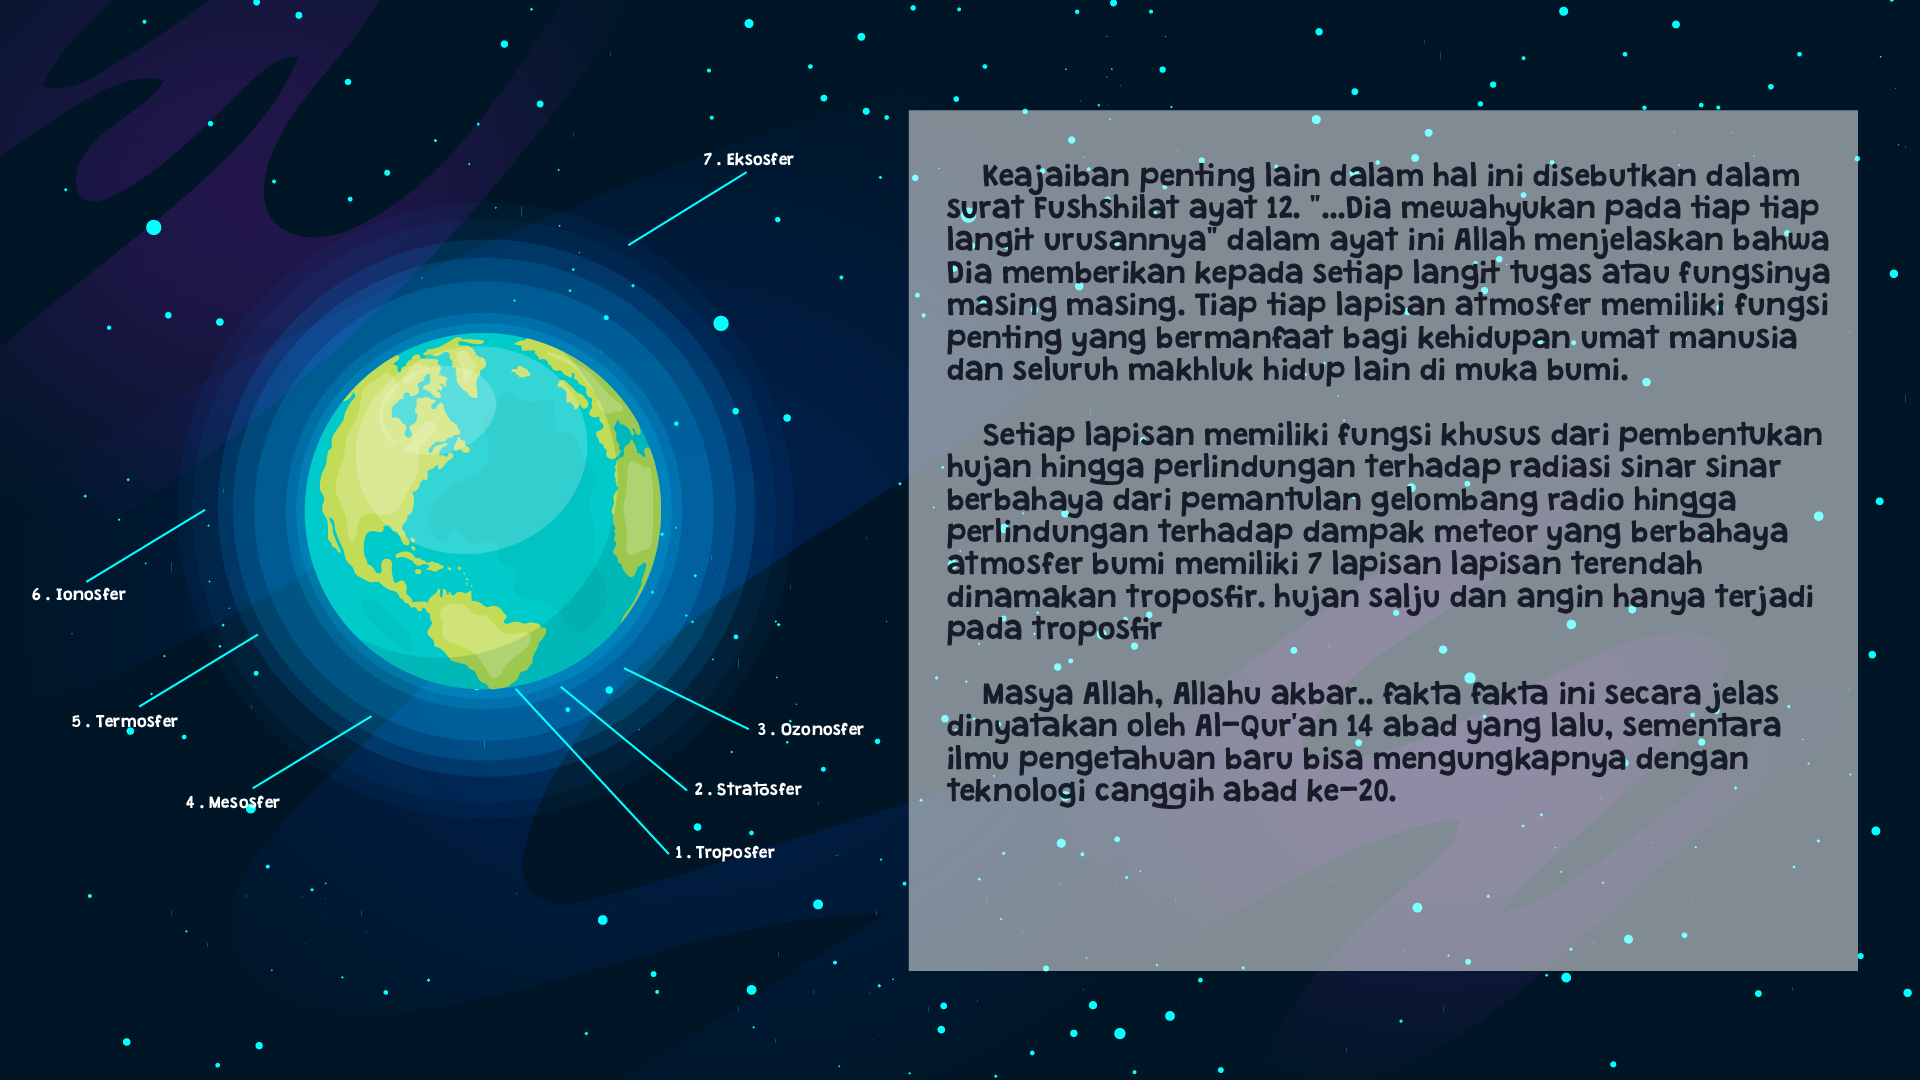 7. Eksosfer
6. Ionosfer
5. Termosfer
4. Mesosfer
3. Ozonosfer
2. Stratosfer
1. Troposfer
Keajaiban penting lain dalam hal ini disebutkan dalam
surat Fushshilat ayat 12. "...Dia mewahyukan pada tiap tiap
langit urusannya" dalam ayat ini Allah menjelaskan bahwa
Dia memberikan kepada setiap langit tugas atau fungsinya
masing masing. Tiap tiap lapisan atmosfer memiliki fungsi
penting yang bermanfaat bagi kehidupan umat manusia
dan seluruh makhluk hidup lain di muka bumi.
Setiap lapisan memiliki fungsi khusus dari pembentukan
hujan hingga perlindungan terhadap radiasi sinar sinar
berbahaya dari pemantulan gelombang radio hingga
perlindungan terhadap dampak meteor yang berbahaya
atmosfer bumi memiliki 7 lapisan lapisan terendah
dinamakan troposfir. hujan salju dan angin hanya terjadi
pada troposfir
Masya Allah, Allahu akbar.. fakta fakta ini secara jelas
dinyatakan oleh Al-Qur'an 14 abad yang lalu, sementara
ilmu pengetahuan baru bisa mengungkapnya dengan
teknologi canggih abad ke-20.